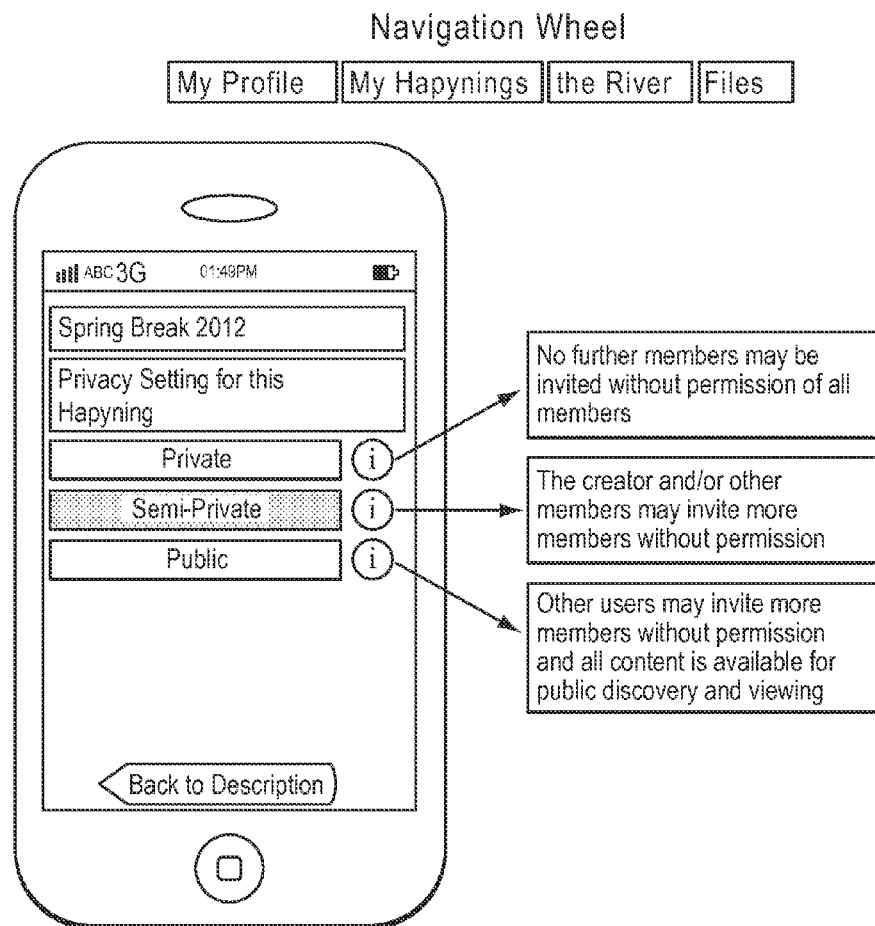 Navigation Wheel
My Profile My Hapynings the River Files
ABC 3G 01:49PM
Spring Break 2012
Privacy Setting for this
Hapyning
Private i
Semi-Private i
Public i
No further members may be
invited without permission of all
members
The creator and/or other
members may invite more
members without permission
Other users may invite more
members without permission
and all content is available for
public discovery and viewing
Back to Description